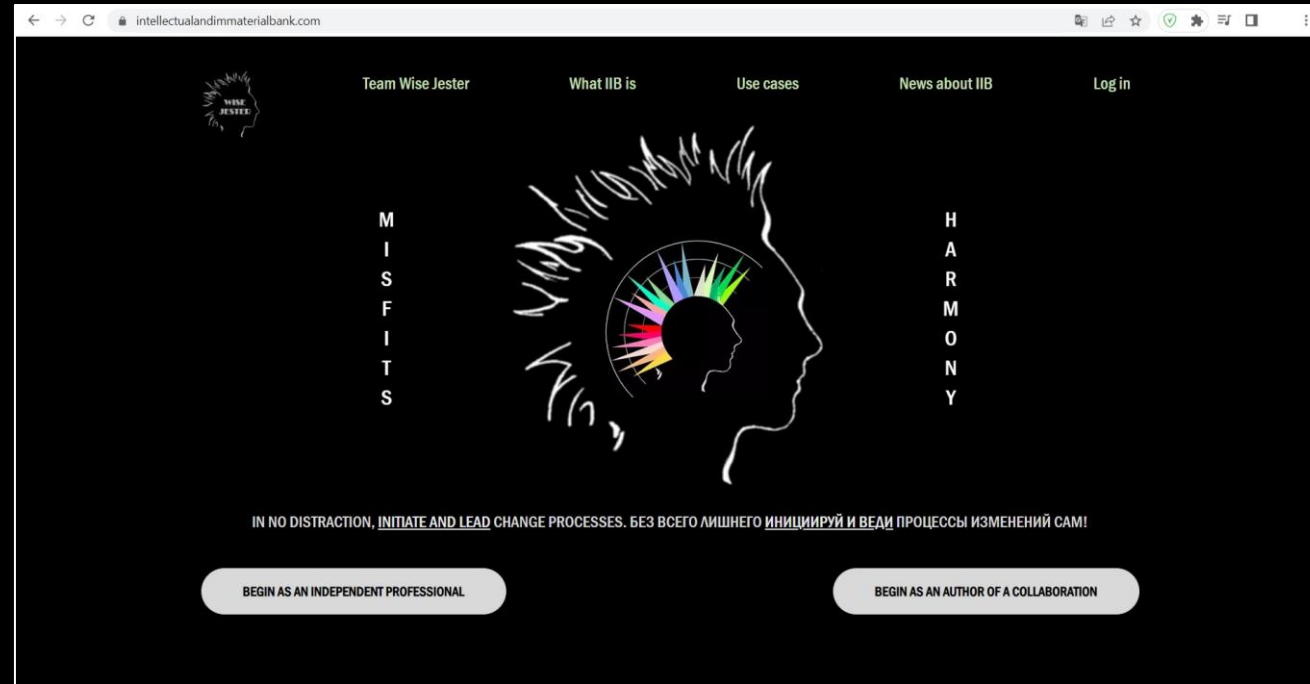 intellectualandimmaterialbank.com
WISE
JESTER
Team Wise Jester
What IIB is
Use cases
News about IIB
Log in
MISFITS
HARMONY
IN NO DISTRACTION, INITIATE AND LEAD CHANGE PROCESSES. БЕЗ ВСЕГО ЛИШНЕГО ИНИЦИИРУЙ И ВЕДИ ПРОЦЕССЫ ИЗМЕНЕНИЙ САМ!
BEGIN AS AN INDEPENDENT PROFESSIONAL
BEGIN AS AN AUTHOR OF A COLLABORATION